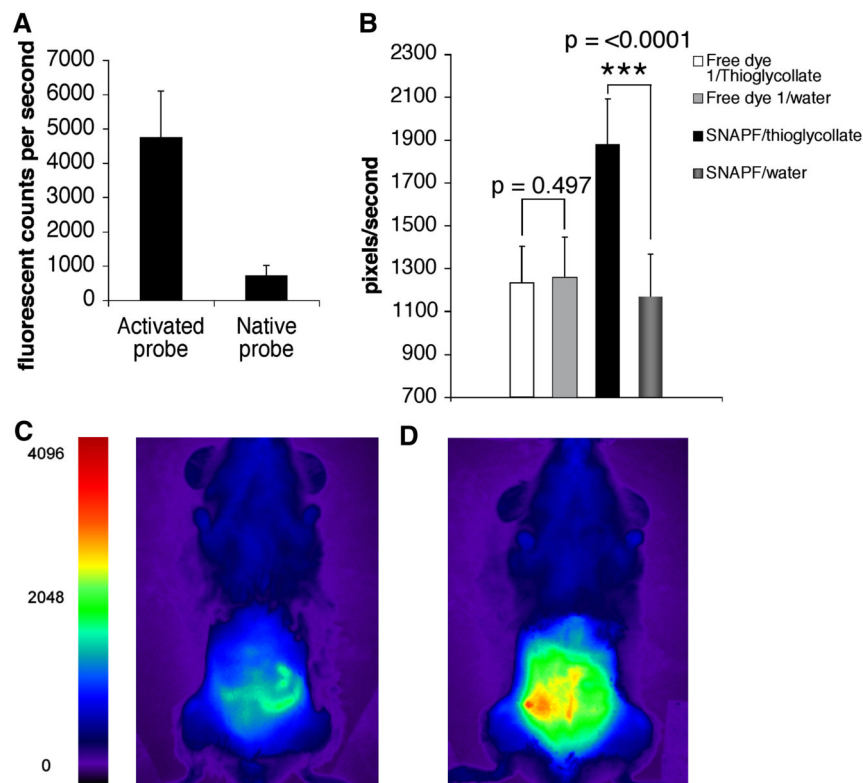 A
fluorescent counts per second
7000
6000
5000
4000
3000
2000
1000
0
Activated
probe
Native
probe
B
pixels/second
2300
2100
1900
1700
1500
1300
1100
900
700
p = 0.497
p = <0.0001
***
Free dye
1/Thioglycollate
Free dye 1/water
SNAPF/thioglycollate
SNAPF/water
C
4096
2048
0
D